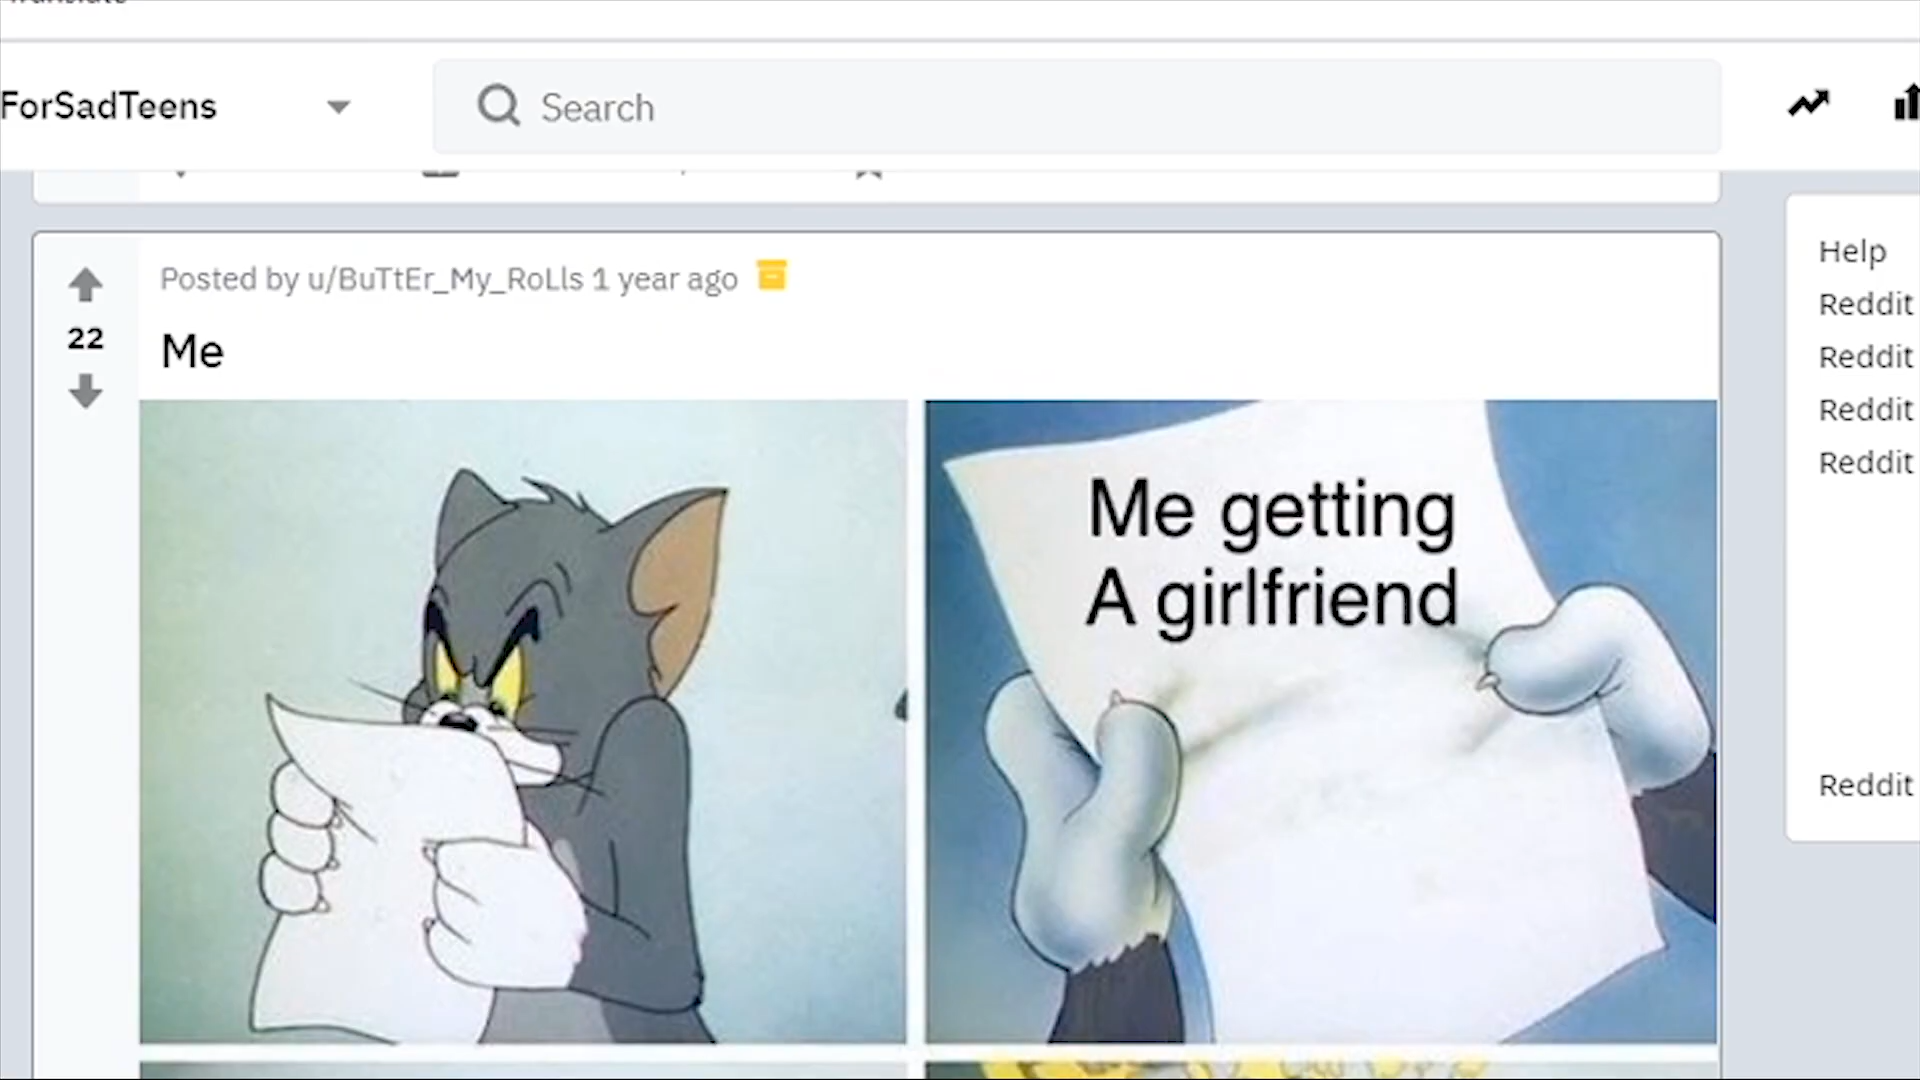 ForSadTeens
Search
Posted by u/BuTtEr_My_RoLls 1 year ago
22
Me
Me getting
A girlfriend
Help
Reddit
Reddit
Reddit
Reddit
Reddit